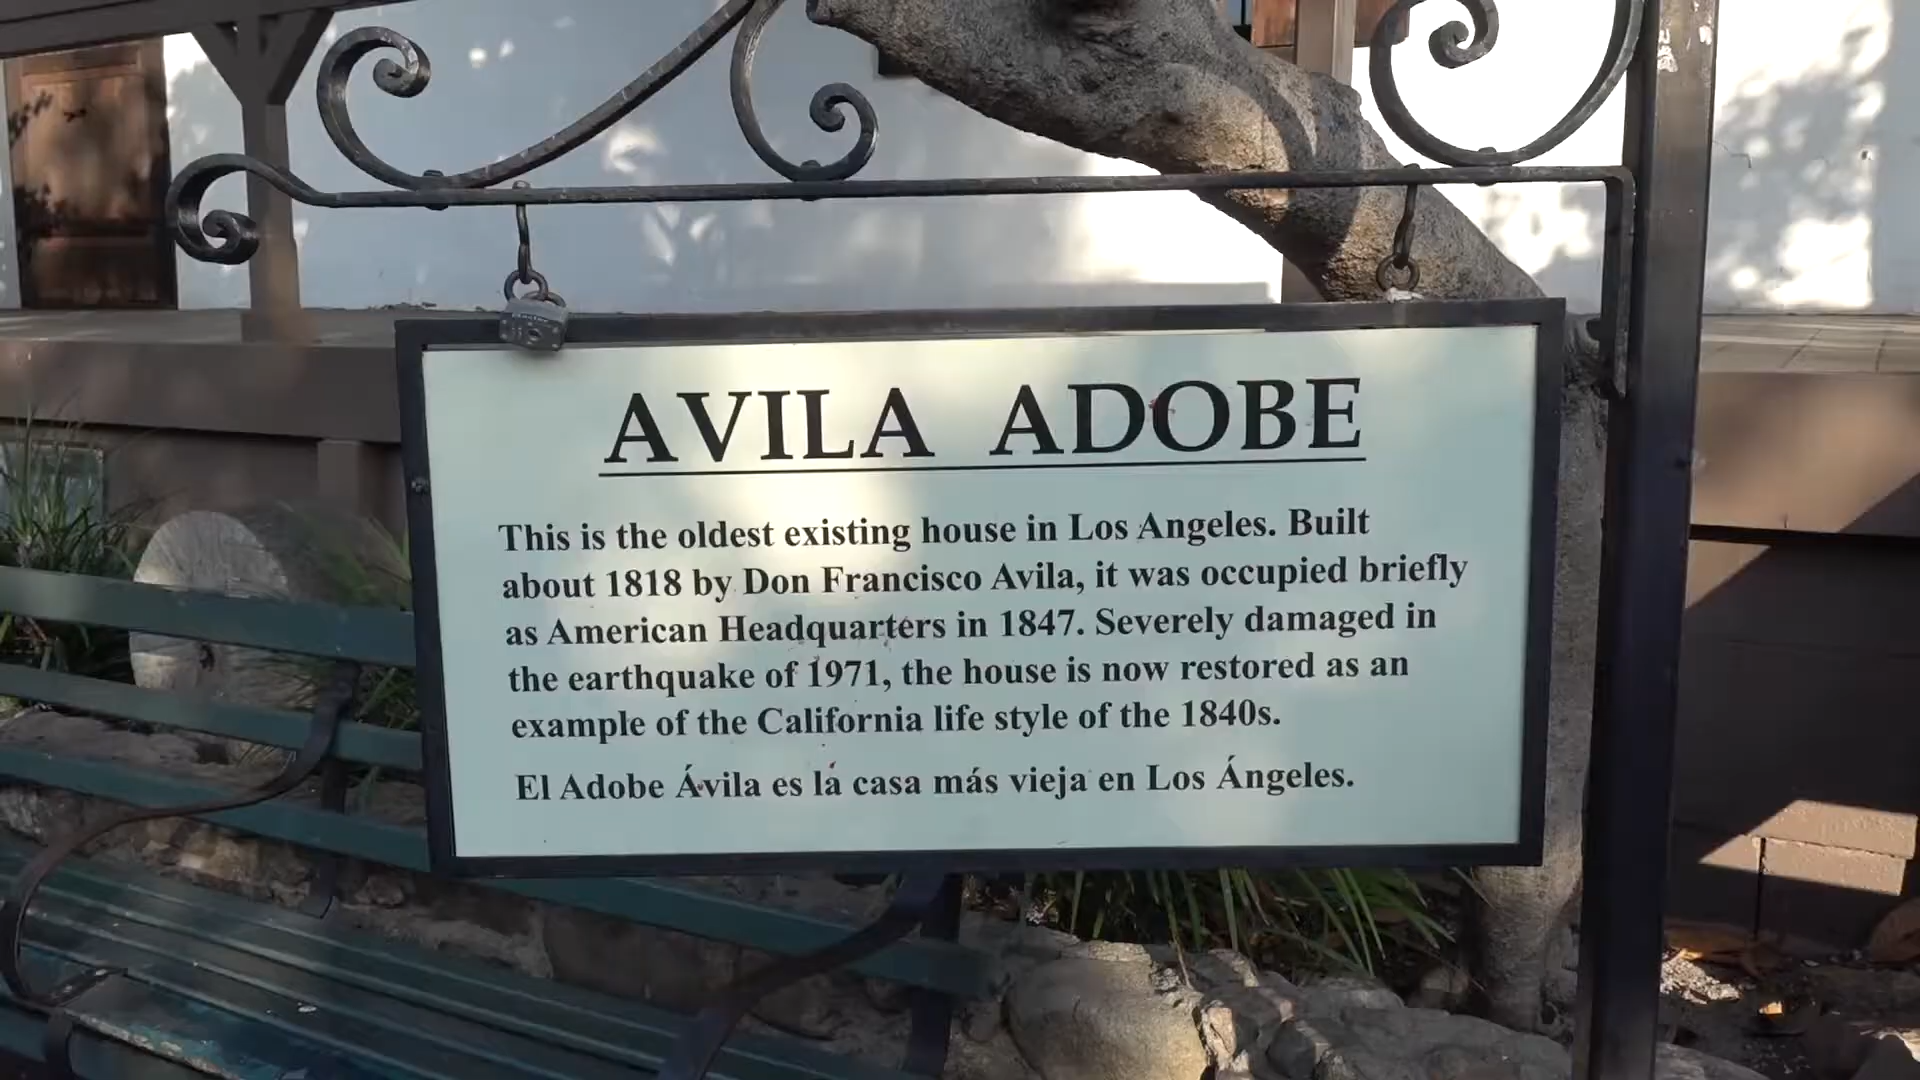 AVILA ADOBE
This is the oldest existing house in Los Angeles. Built
about 1818 by Don Francisco Avila, it was occupied briefly
as American Headquarters in 1847. Severely damaged in
the earthquake of 1971, the house is now restored as an
example of the California life style of the 1840s.
El Adobe Ávila es la casa más vieja en Los Ángeles.